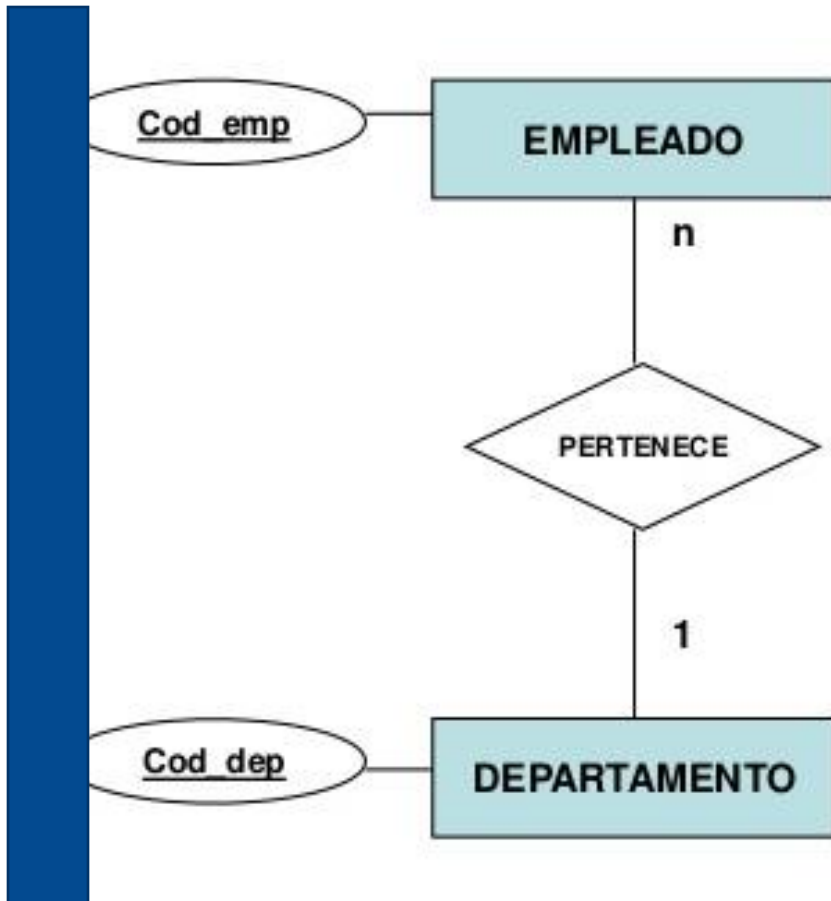 Cod_emp
EMPLEADO
n
PERTENECE
1
Cod_dep
DEPARTAMENTO